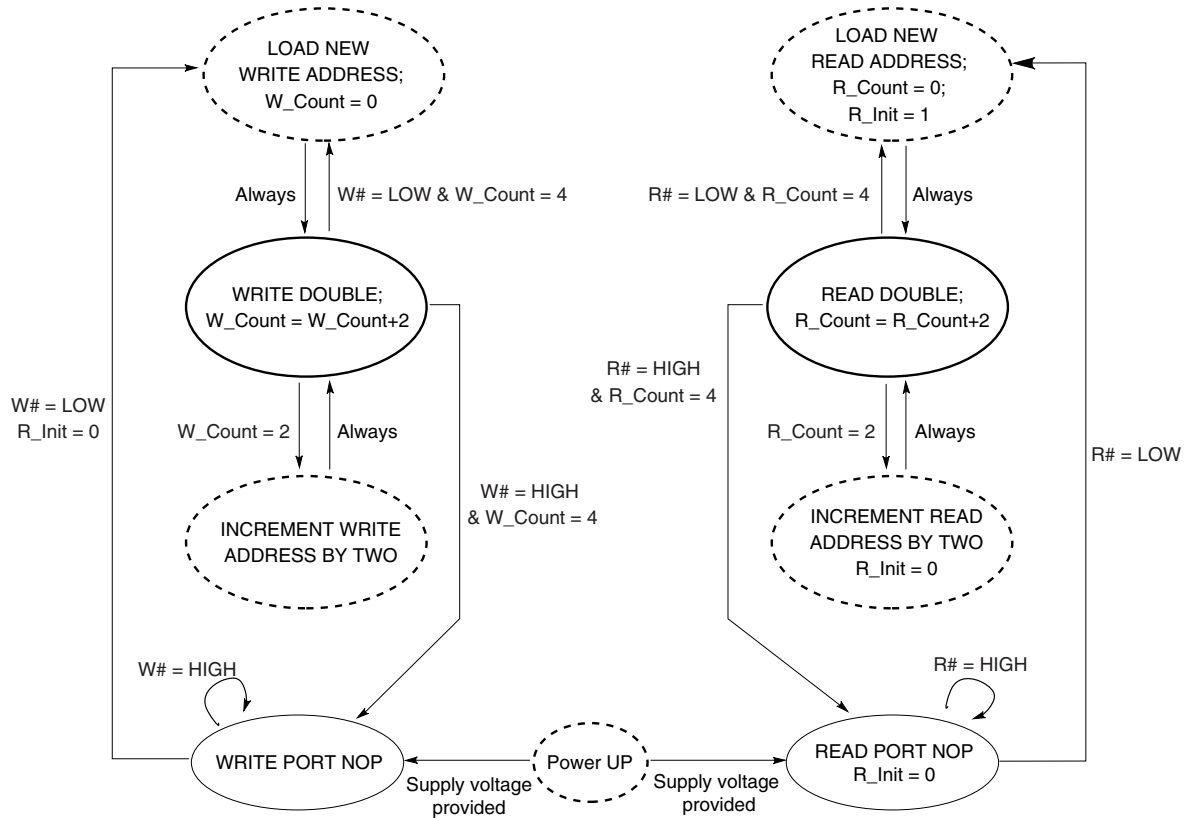 LOAD NEW
WRITE ADDRESS;
W_Count = 0
LOAD NEW
READ ADDRESS;
R_Count = 0;
R_Init = 1
Always
W# = LOW & W_Count = 4
R# = LOW & R_Count = 4
Always
WRITE DOUBLE;
W_Count = W_Count+2
READ DOUBLE;
R_Count = R_Count+2
W# = LOW
R_Init = 0
W_Count = 2
Always
R# = HIGH
& R_Count = 4
R_Count = 2
Always
R# = LOW
W# = HIGH
& W_Count = 4
INCREMENT WRITE
ADDRESS BY TWO
INCREMENT READ
ADDRESS BY TWO
R_Init = 0
W# = HIGH
R# = HIGH
WRITE PORT NOP
Power UP
READ PORT NOP
R_Init = 0
Supply voltage
provided
Supply voltage
provided